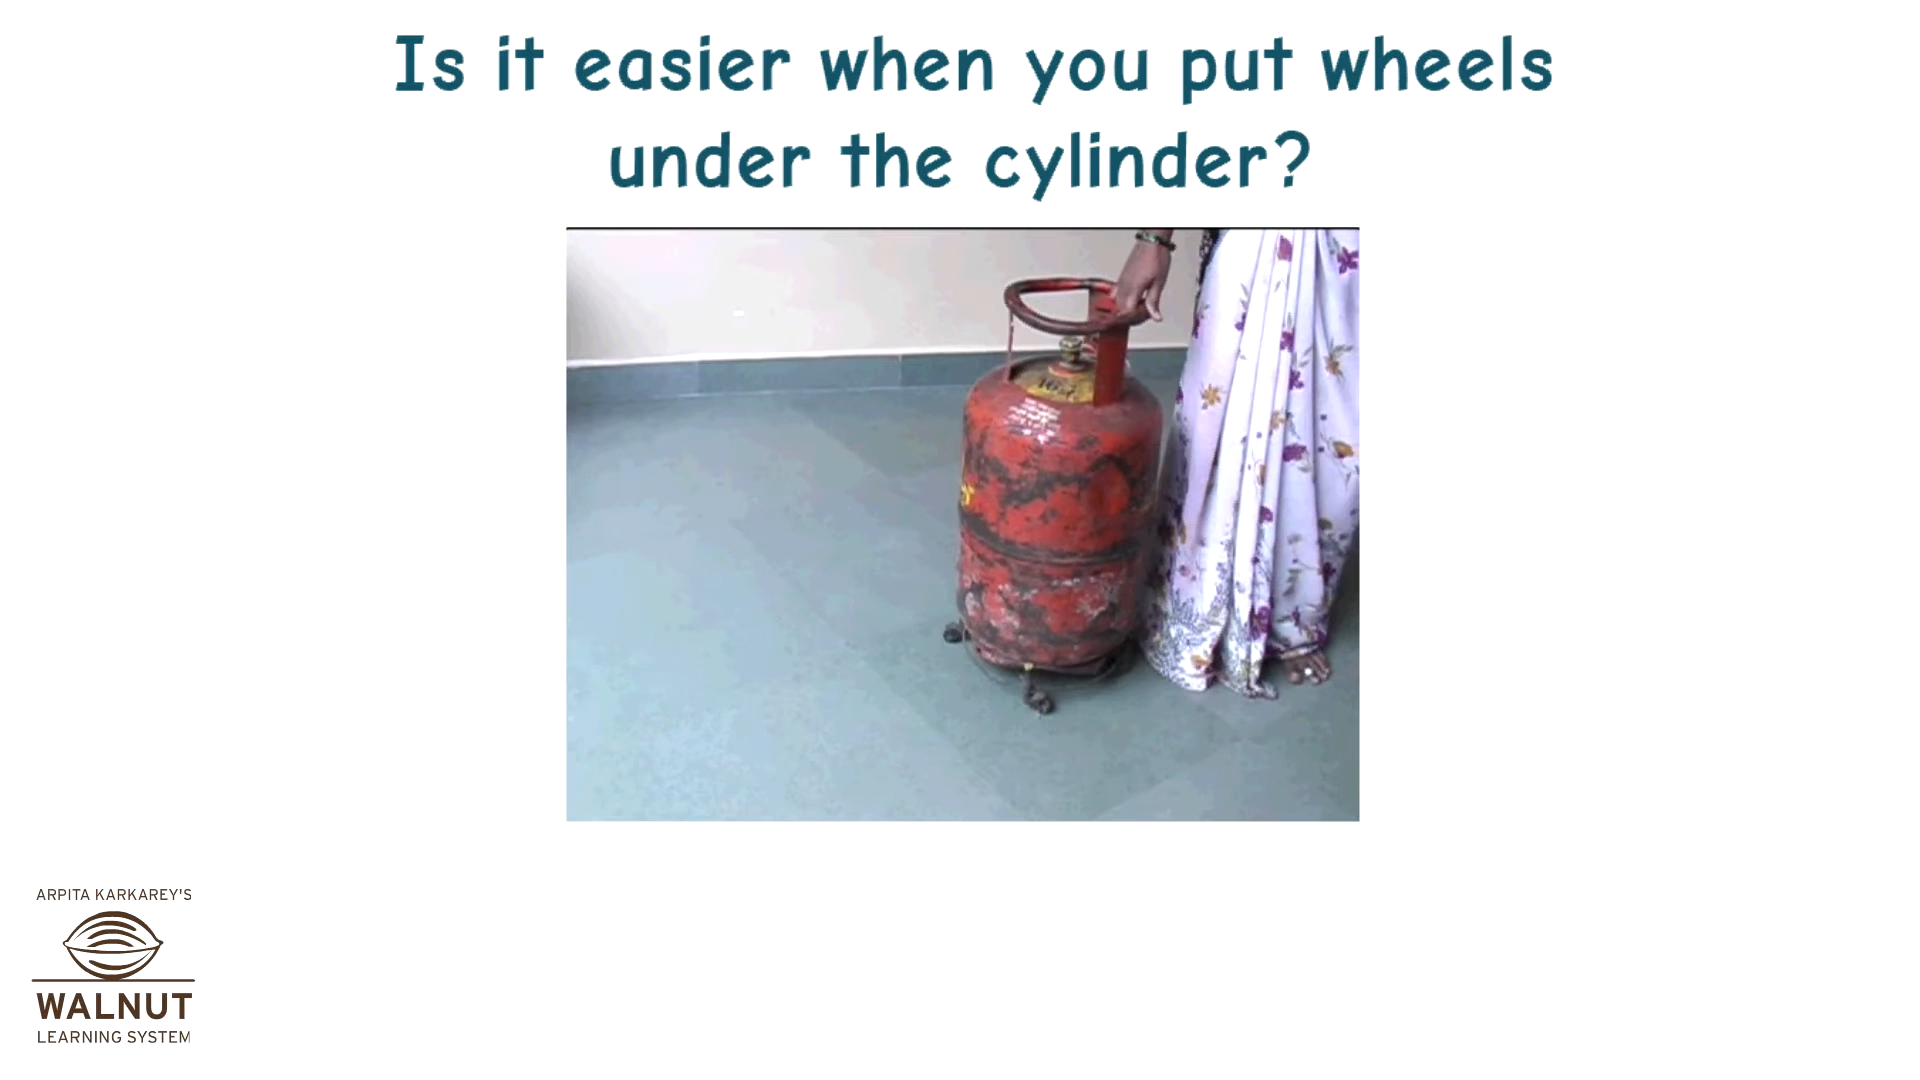 Is it easier when you put wheels
under the cylinder?
ARPITA KARKAREY'S
WALNUT
LEARNING SYSTEM